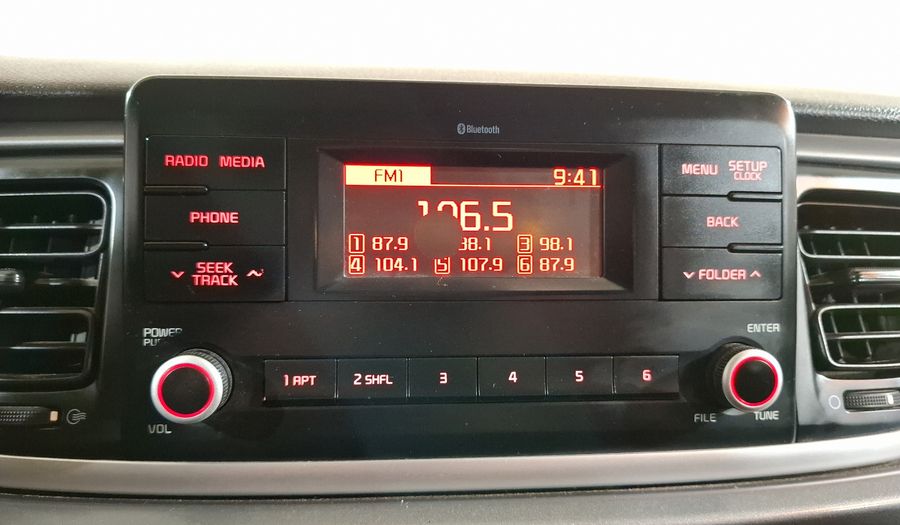 Bluetooth
RADIO MEDIA
PHONE
SEEK
TRACK
FM1 9:41
1 87.9 3 98.1
4 104.1 5 107.9 6 87.9
MENU SETUP
CLOCK
BACK
FOLDER
POWER
VOL
1 APT 2 SHFL 3 4 5 6
ENTER
FILE TUNE